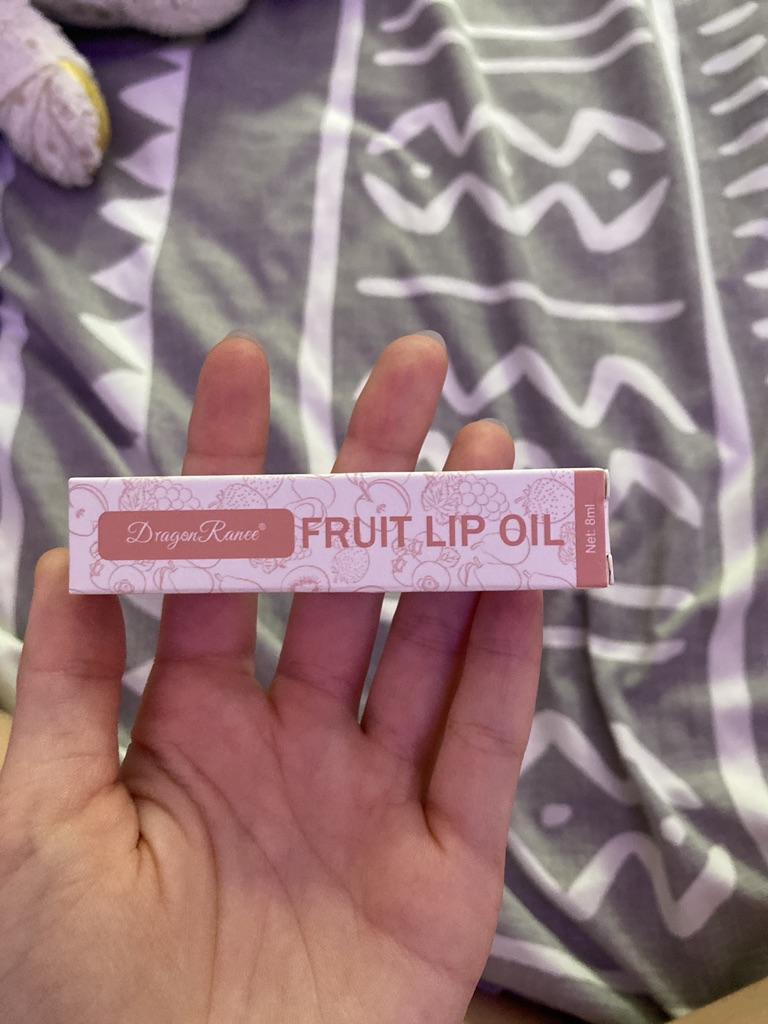 DragonRanee®
FRUIT LIP OIL
Net: 8ml